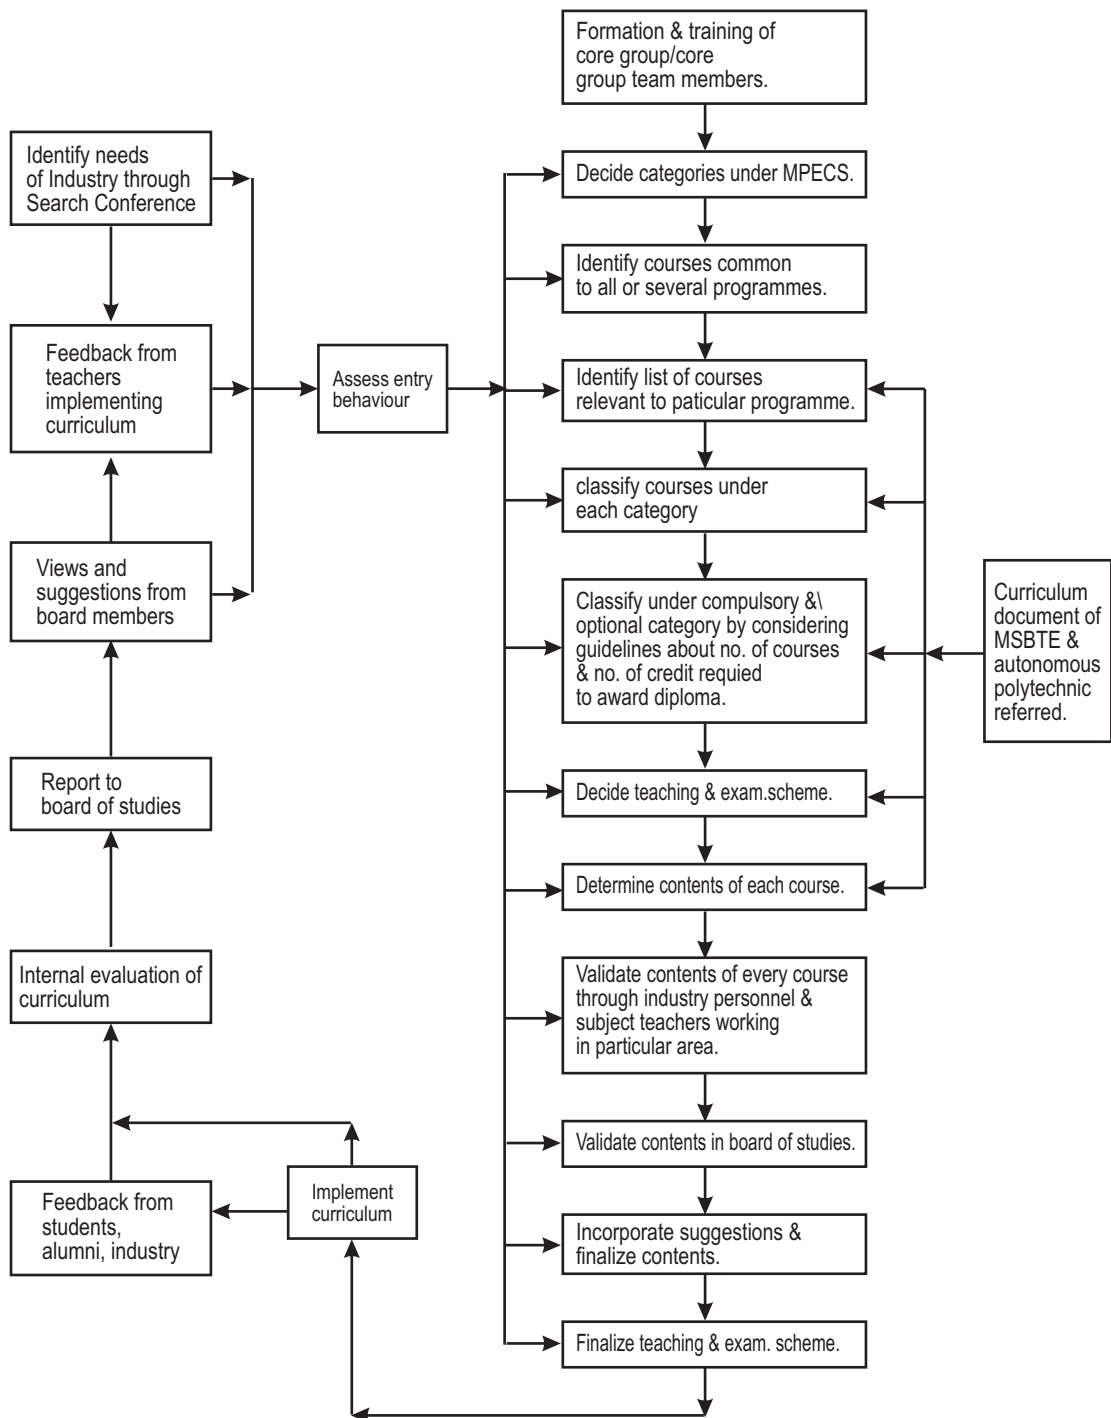 Formation & training of
core group/core
group team members.
Identify needs
of Industry through
Search Conference
Decide categories under MPECS.
Identify courses common
to all or several programmes.
Feedback from
teachers
implementing
curriculum
Assess entry
behaviour
Identify list of courses
relevant to paticular programme.
classify courses under
each category
Views and
suggestions from
board members
Classify under compulsory &\
optional category by considering
guidelines about no. of courses
& no. of credit requied
to award diploma.
Curriculum
document of
MSBTE &
autonomous
polytechnic
referred.
Report to
board of studies
Decide teaching & exam.scheme.
Determine contents of each course.
Internal evaluation of
curriculum
Validate contents of every course
through industry personnel &
subject teachers working
in particular area.
Validate contents in board of studies.
Feedback from
students,
alumni, industry
Implement
curriculum
Incorporate suggestions &
finalize contents.
Finalize teaching & exam. scheme.